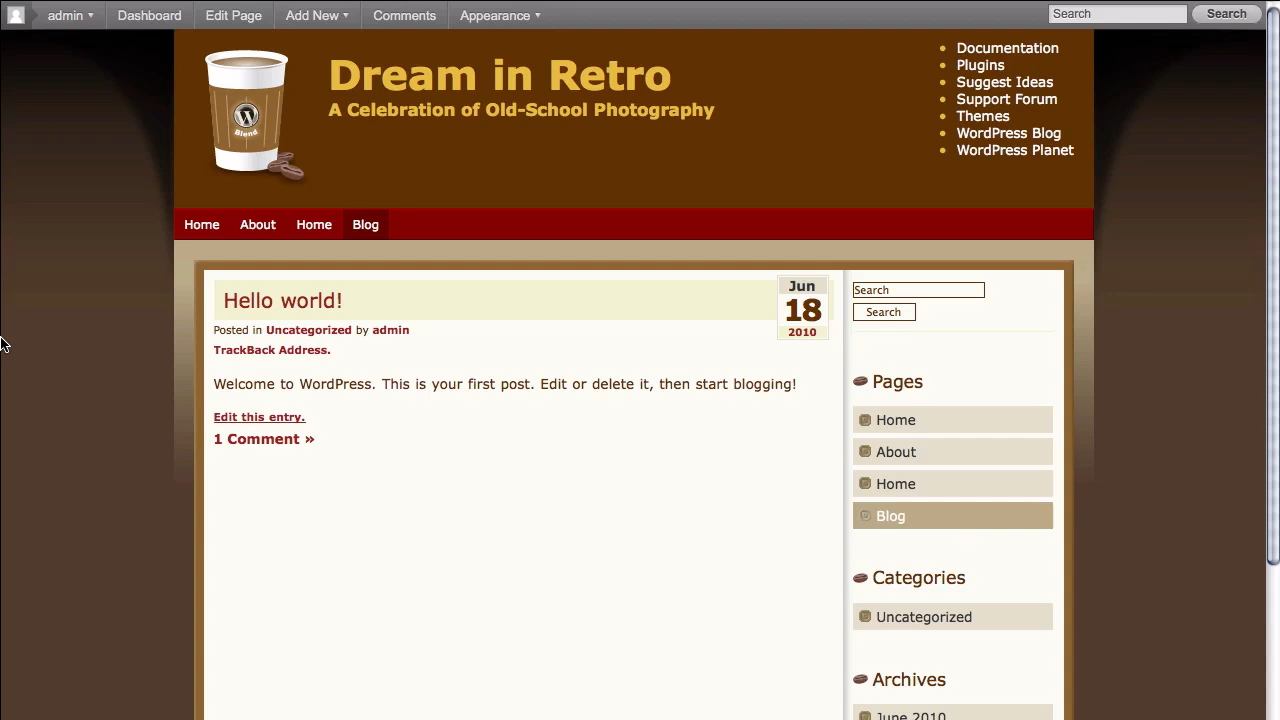 admin Dashboard Edit Page Add New Comments Appearance Search Search
Dream in Retro
A Celebration of Old-School Photography
Blend
Documentation
Plugins
Suggest Ideas
Support Forum
Themes
WordPress Blog
WordPress Planet
Home About Home Blog
Hello world!
Jun
18
2010
Posted in Uncategorized by admin
TrackBack Address.
Welcome to WordPress. This is your first post. Edit or delete it, then start blogging!
Edit this entry.
1 Comment »
Search
Search
Pages
Home
About
Home
Blog
Categories
Uncategorized
Archives
June 2010